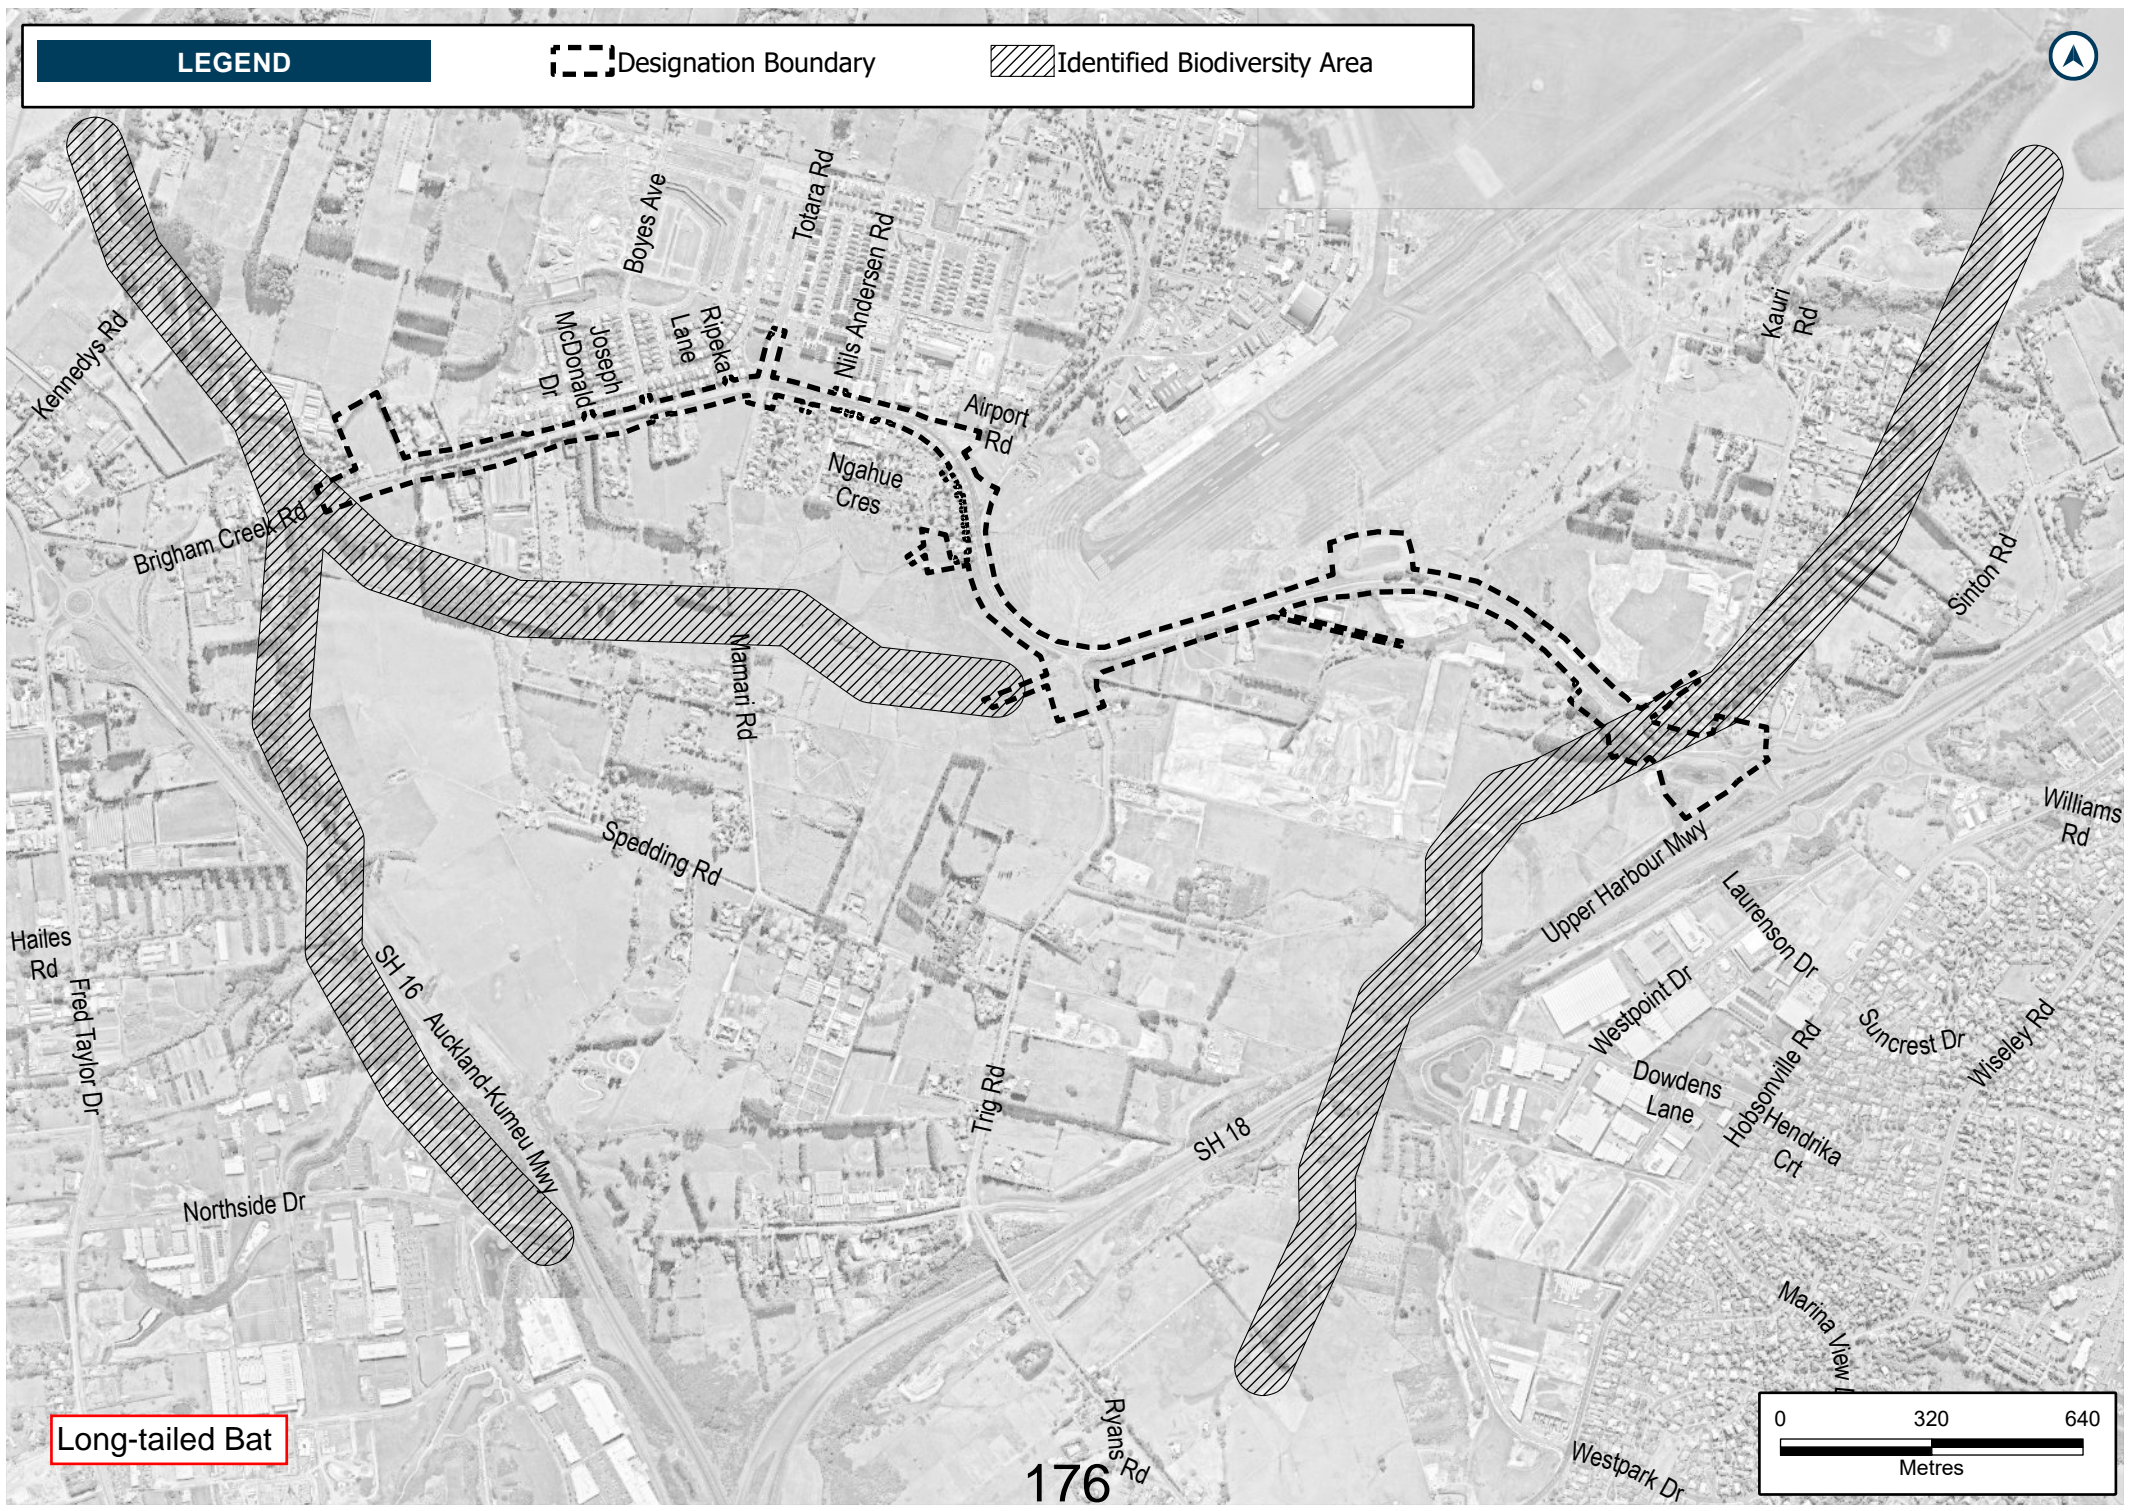 LEGEND
Designation Boundary
Identified Biodiversity Area
Boyes Ave
Totara Rd
Nils Andersen Rd
Kauri
Rd
Kennedys Rd
Joseph
McDonald
Dr
Ripeka
Lane
Airport
Rd
Ngahue
Cres
Brigham Creek Rd
Sinton Rd
Mamari Rd
Spedding Rd
Williams
Rd
Upper Harbour Mwy
Laurenson Dr
Hailes
Rd
Fred Taylor Dr
SH 16
Auckland-Kumeu Mwy
Westpoint Dr
Suncrest Dr
Wiseley Rd
Dowdens
Lane
Hobsonville Rd
Hendrika
Crt
Trig Rd
SH 18
Northside Dr
Marina View
Ryans Rd
Westpark Dr
Long-tailed Bat
176
0 320 640
Metres